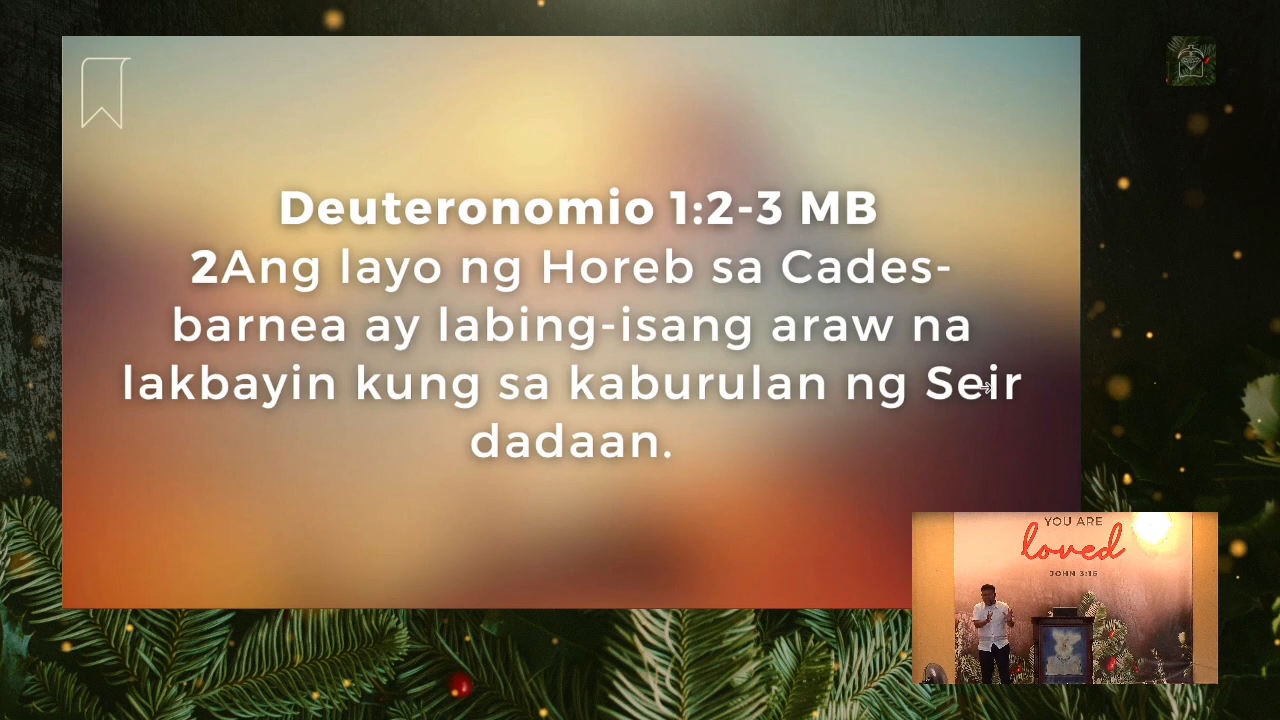 Deuteronomio 1:2-3 MB
2Ang layo ng Horeb sa Cades-
barnea ay labing-isang araw na
lakbayin kung sa kaburulan ng Seir
dadaan.
YOU ARE
loved
JOHN 3:16